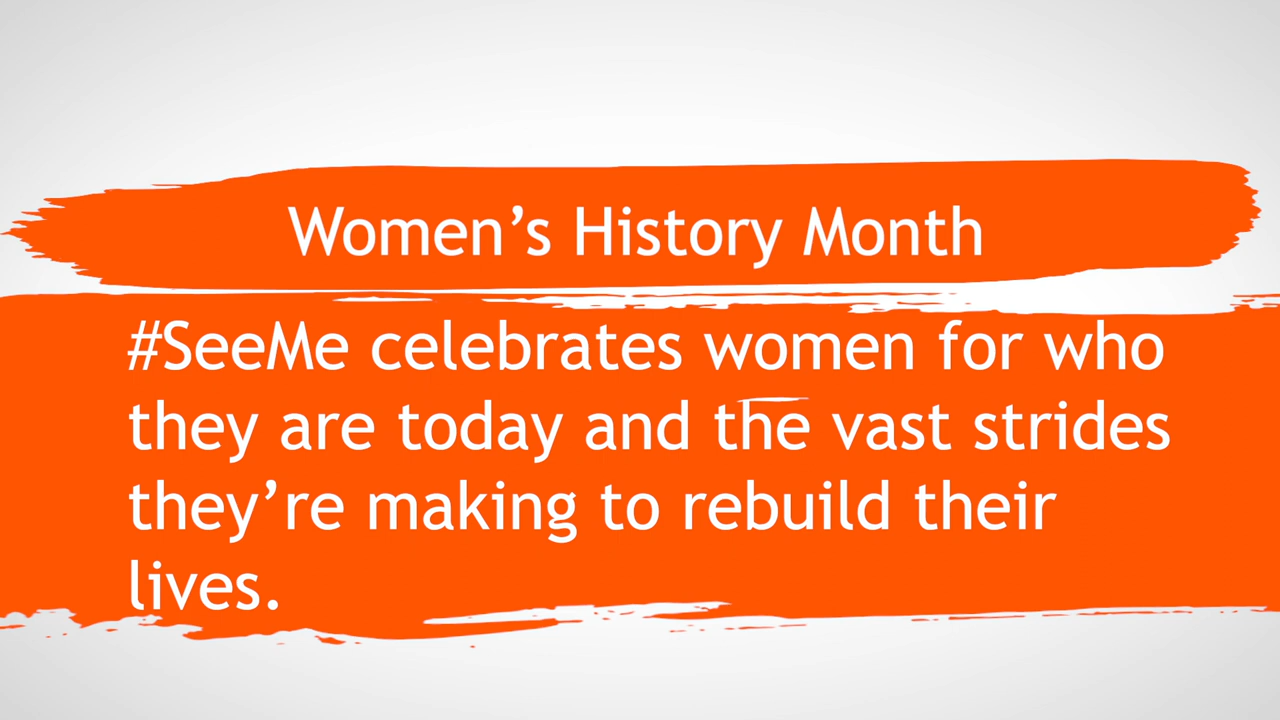 Women’s History Month
#SeeMe celebrates women for who
they are today and the vast strides
they’re making to rebuild their
lives.